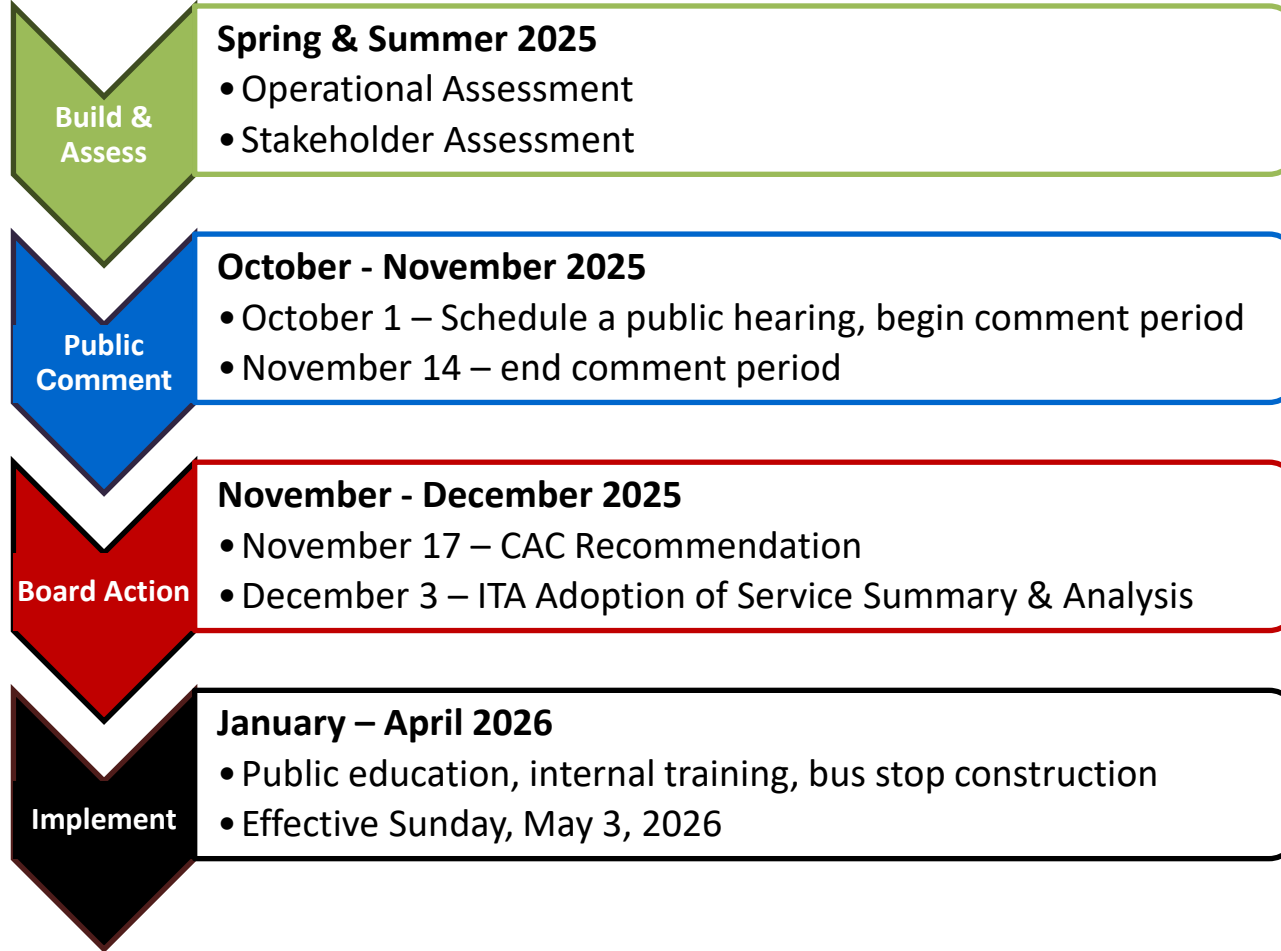 Build &
Assess
Spring & Summer 2025
• Operational Assessment
• Stakeholder Assessment
Public
Comment
October - November 2025
• October 1 – Schedule a public hearing, begin comment period
• November 14 – end comment period
Board Action
November - December 2025
• November 17 – CAC Recommendation
• December 3 – ITA Adoption of Service Summary & Analysis
Implement
January – April 2026
• Public education, internal training, bus stop construction
• Effective Sunday, May 3, 2026